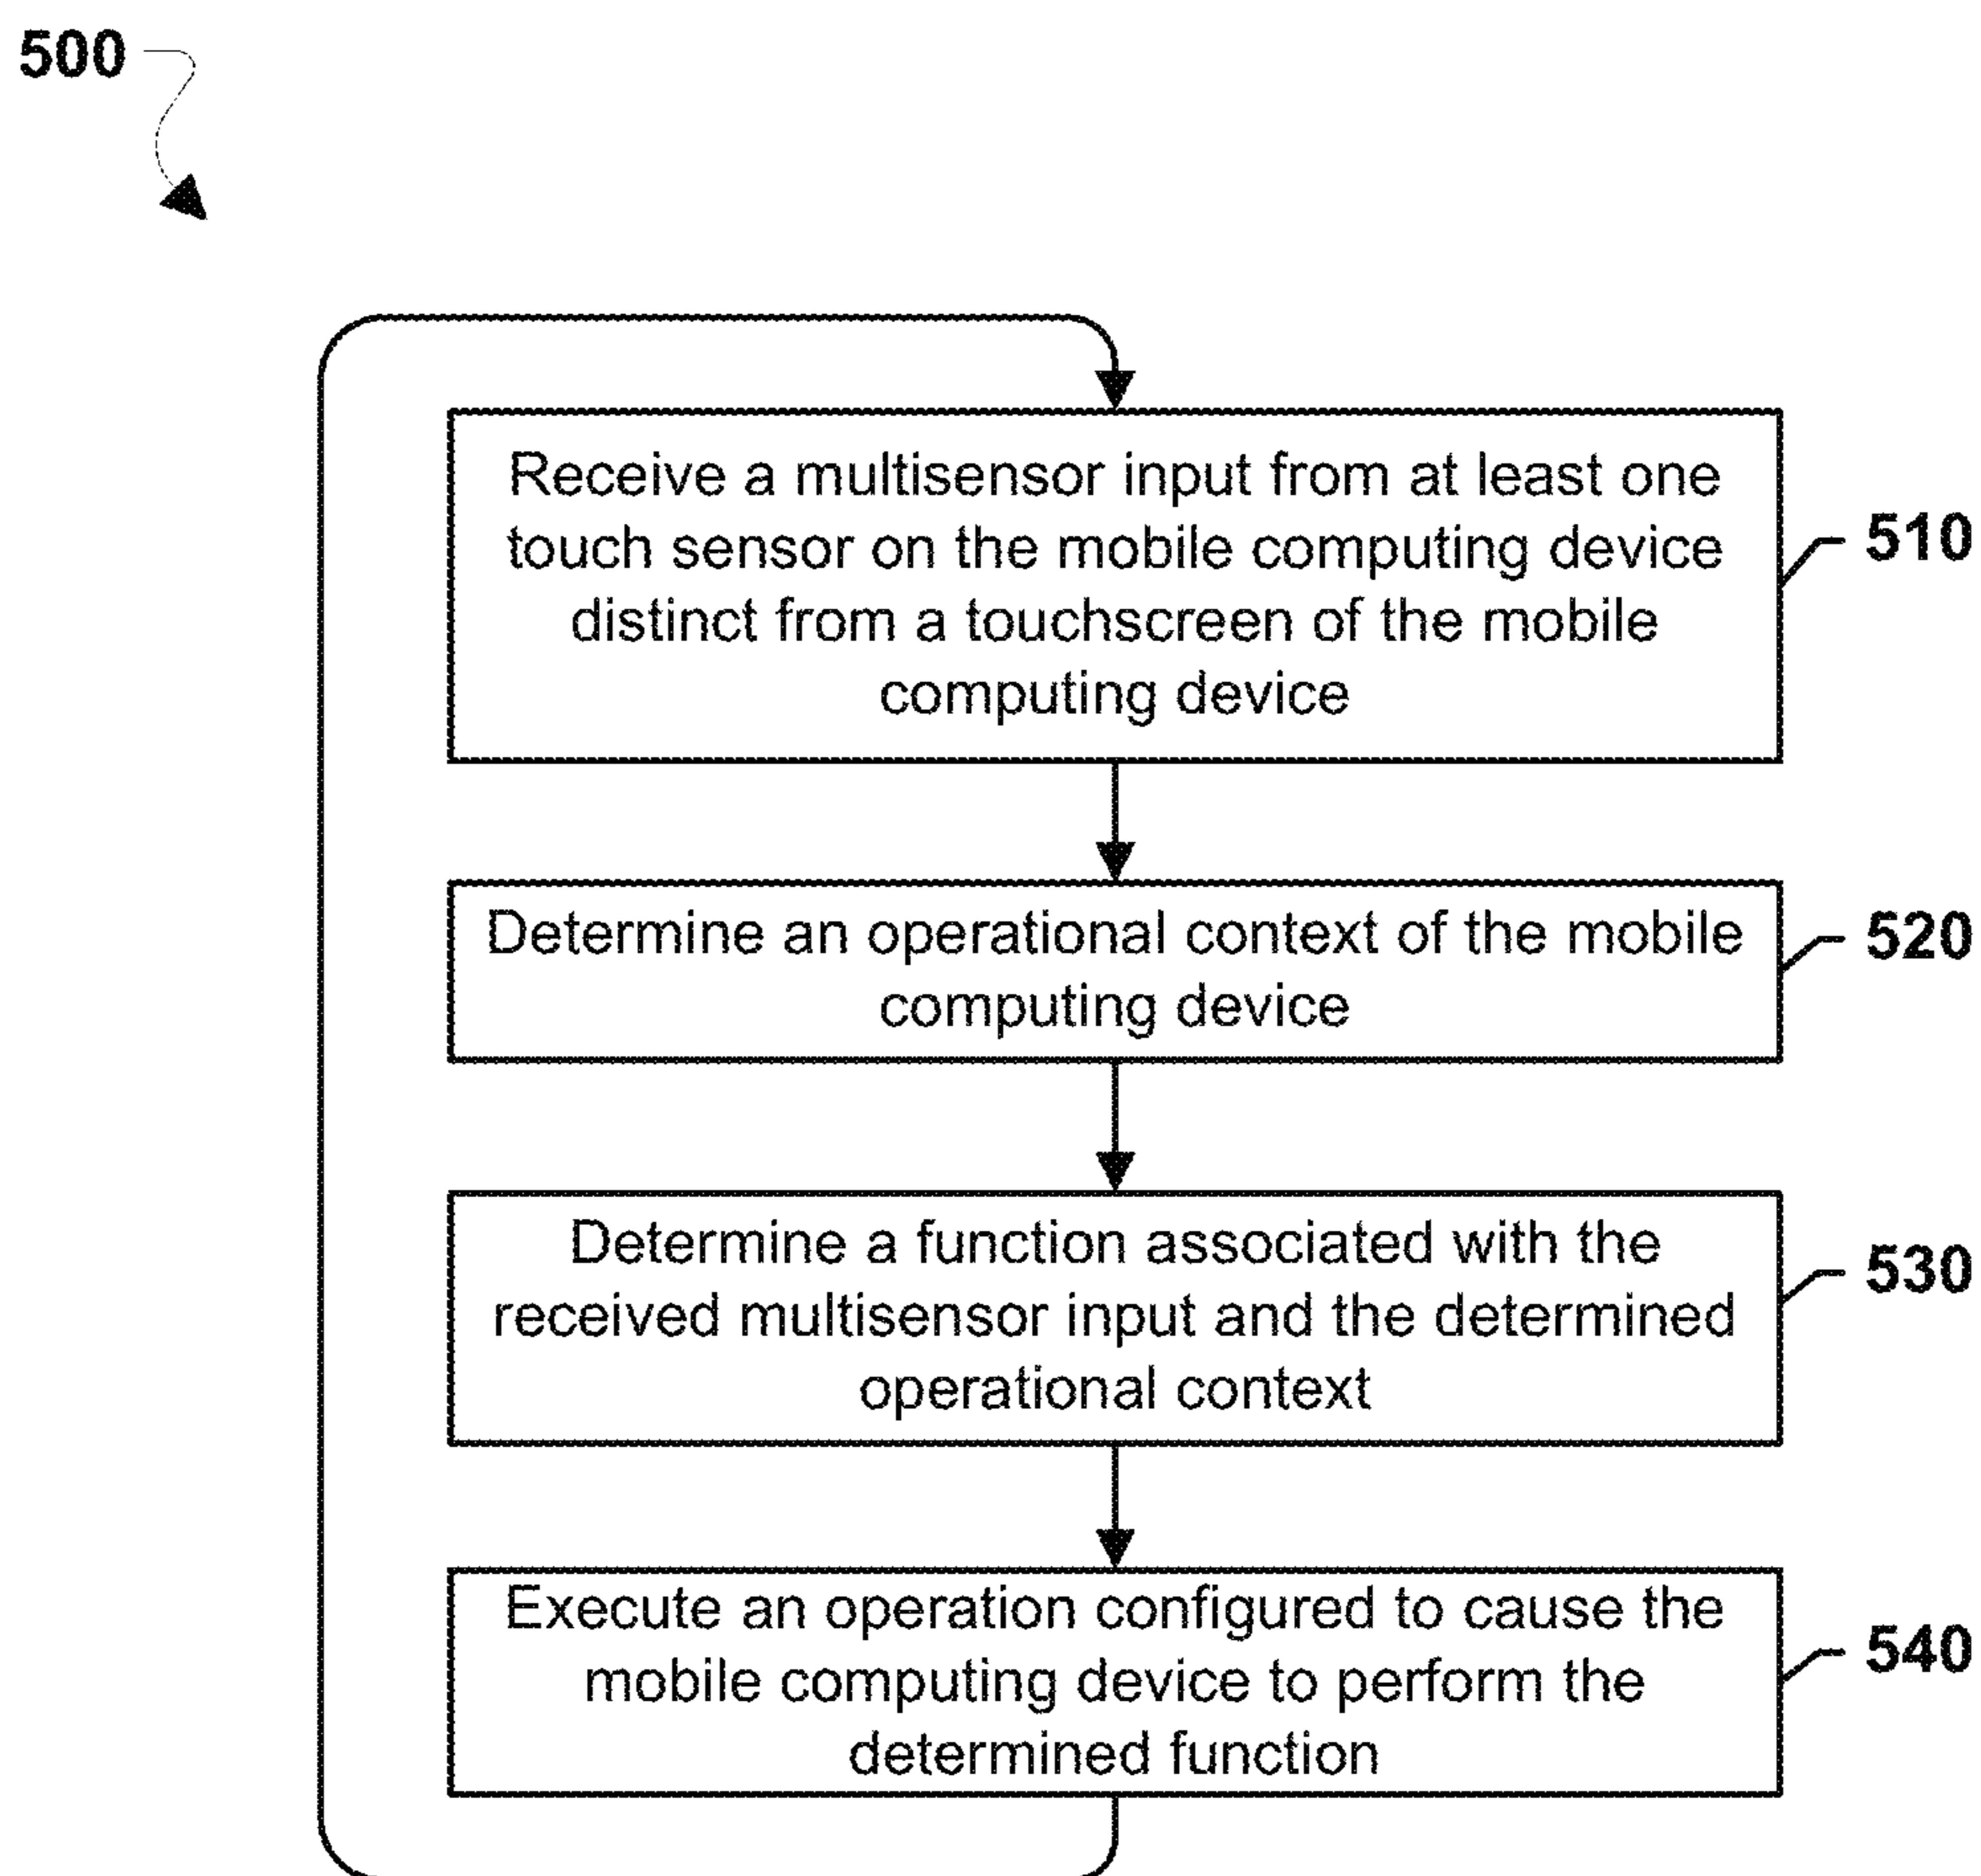 500
Receive a multisensor input from at least one
touch sensor on the mobile computing device
distinct from a touchscreen of the mobile
computing device
510
Determine an operational context of the mobile
computing device
520
Determine a function associated with the
received multisensor input and the determined
operational context
530
Execute an operation configured to cause the
mobile computing device to perform the
determined function
540